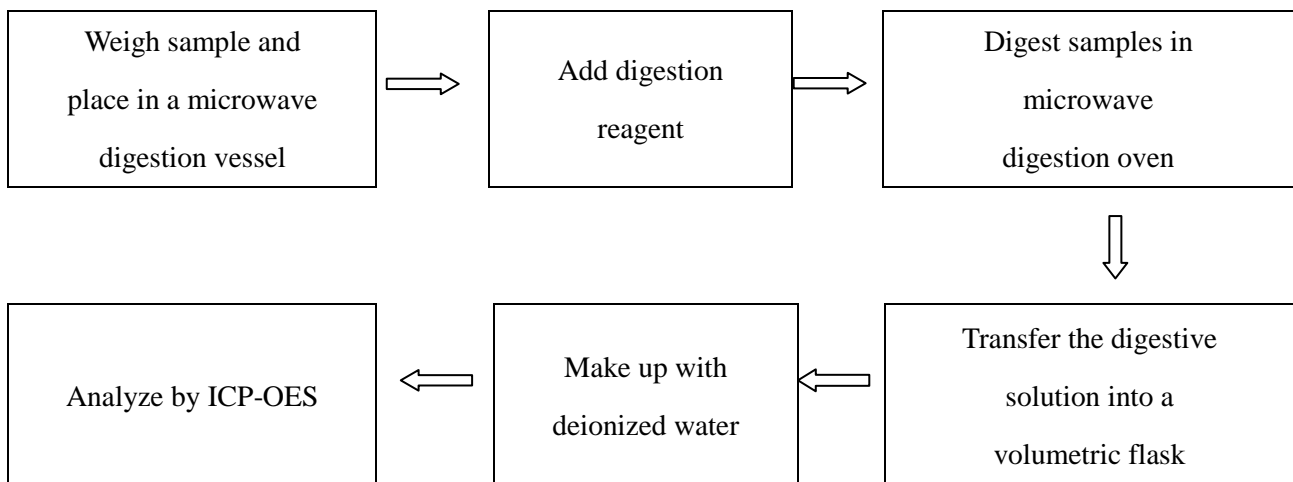 Weigh sample and
place in a microwave
digestion vessel
Add digestion
reagent
Digest samples in
microwave
digestion oven
Transfer the digestive
solution into a
volumetric flask
Make up with
deionized water
Analyze by ICP-OES